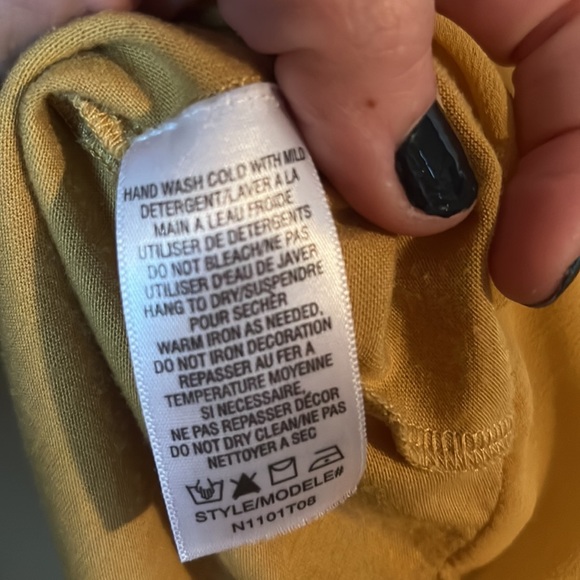 HAND WASH COLD WITH MILD
DETERGENT/LAVER A LA
MAIN A LEAU FROIDE
UTILISER DE DETERGENTS
DO NOT BLEACH/NE PAS
UTILISER D'EAU DE JAVER
HANG TO DRY/SUSPENDRE
POUR SECHER
WARM IRON AS NEEDED,
DO NOT IRON DECORATION
REPASSER AU FER A
TEMPERATURE MOYENNE
SI NECESSAIRE,
NE PAS REPASSER DÉCOR
DO NOT DRY CLEAN/NE PAS
NETTOYER A SEC
STYLE/MODELE#
N1101T08